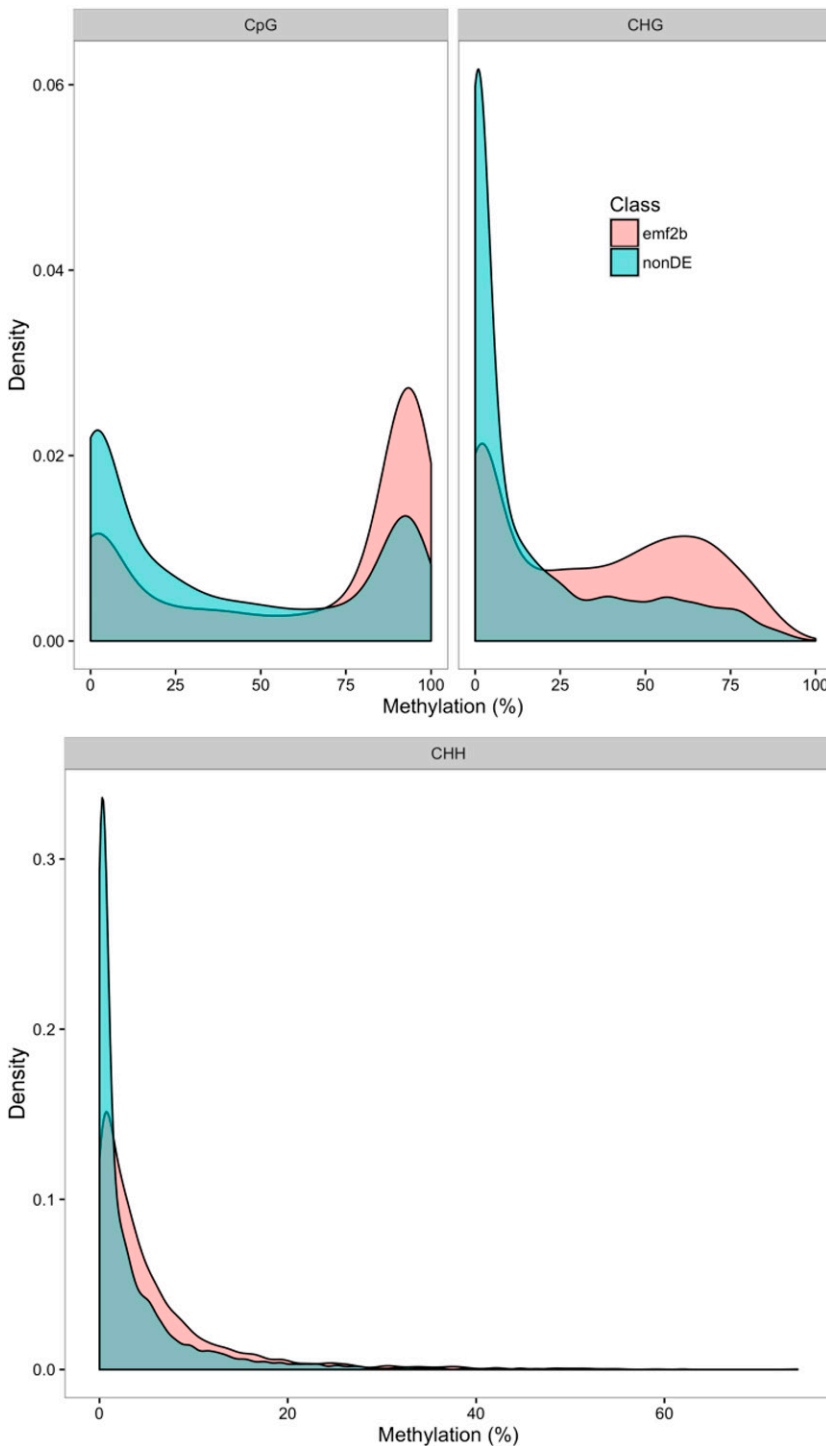 CpG
CHG
0.06
0.04
0.02
0.00
Density
Class
emf2b
nonDE
0 25 50 75 100
0 25 50 75 100
Methylation (%)
Methylation (%)
CHH
0.3
0.2
0.1
0.0
Density
0 20 40 60
Methylation (%)